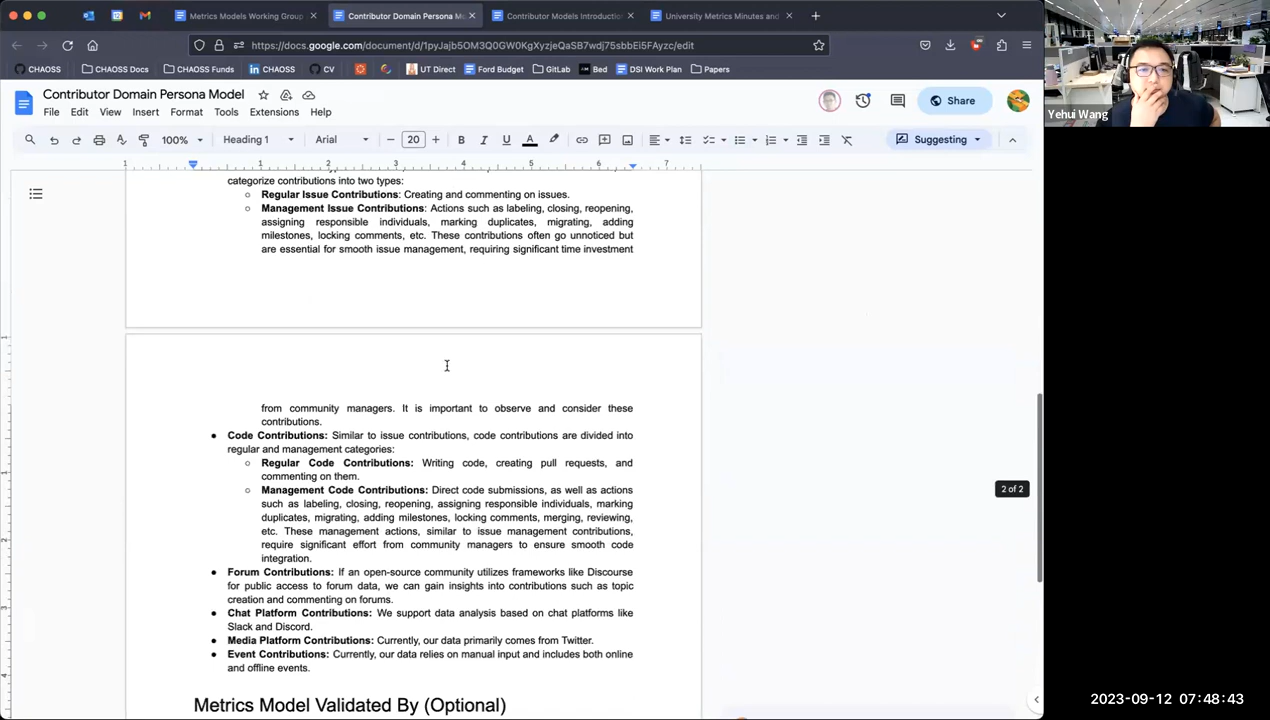 Metrics Models Working Group
Contributor Domain Persona M
Contributor Models Introduction
University Metrics Minutes and
https://docs.google.com/document/d/1pyJajb5OM3Q0GW0KgXyzjeQaSB7wdj75sbbEi5FAyzc/edit
CHAOSS
CHAOSS Docs
CHAOSS Funds
CHAOSS
CV
UT Direct
Ford Budget
GitLab
Bed
DSI Work Plan
Papers
Contributor Domain Persona Model
File Edit View Insert Format Tools Extensions Help
Share
100%
Heading 1
Arial
20
Suggesting
1 1 2 3 4 5 6 7
categorize contributions into two types:
Regular Issue Contributions: Creating and commenting on issues.
Management Issue Contributions: Actions such as labeling, closing, reopening,
assigning responsible individuals, marking duplicates, migrating, adding
milestones, locking comments, etc. These contributions often go unnoticed but
are essential for smooth issue management, requiring significant time investment
from community managers. It is important to observe and consider these
contributions.
Code Contributions: Similar to issue contributions, code contributions are divided into
regular and management categories:
Regular Code Contributions: Writing code, creating pull requests, and
commenting on them.
Management Code Contributions: Direct code submissions, as well as actions
such as labeling, closing, reopening, assigning responsible individuals, marking
duplicates, migrating, adding milestones, locking comments, merging, reviewing,
etc. These management actions, similar to issue management contributions,
require significant effort from community managers to ensure smooth code
integration.
Forum Contributions: If an open-source community utilizes frameworks like Discourse
for public access to forum data, we can gain insights into contributions such as topic
creation and commenting on forums.
Chat Platform Contributions: We support data analysis based on chat platforms like
Slack and Discord.
Media Platform Contributions: Currently, our data primarily comes from Twitter.
Event Contributions: Currently, our data relies on manual input and includes both online
and offline events.
Metrics Model Validated By (Optional)
2 of 2
Yehui Wang
2023-09-12 07:48:43